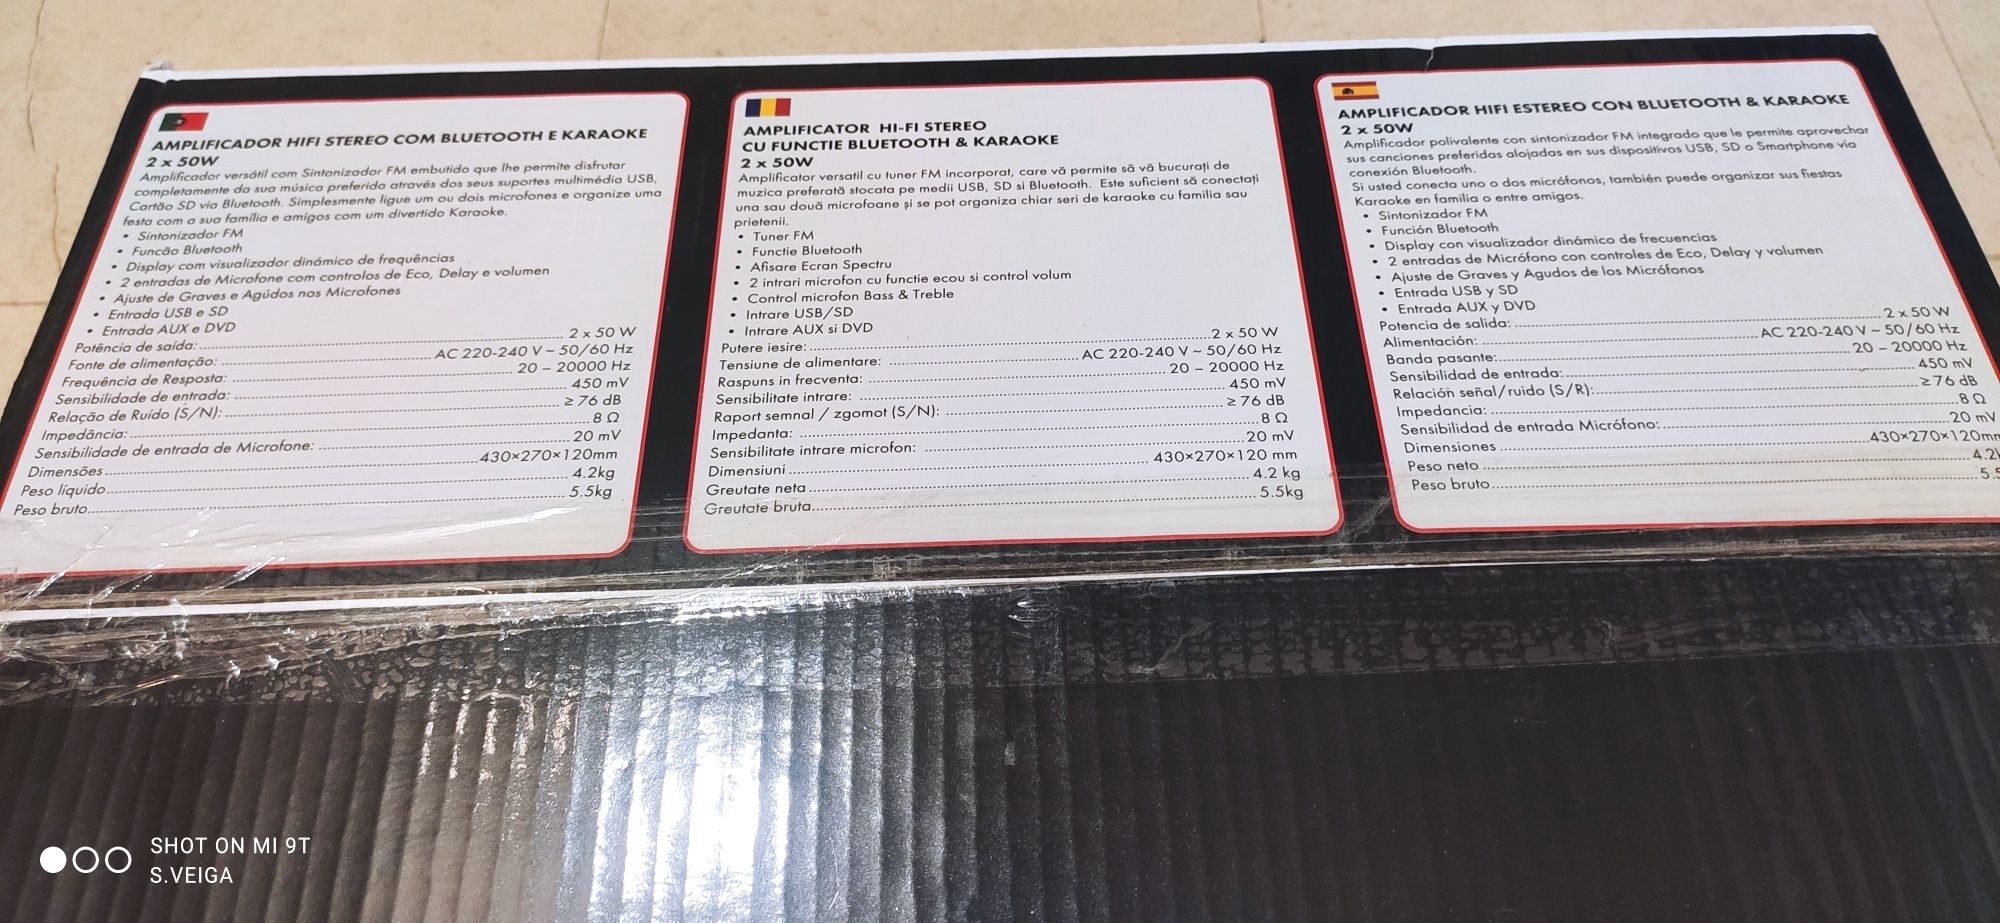 AMPLIFICADOR HIFI STEREO COM BLUETOOTH E KARAOKE
2 x 50W
Amplificador versátil com Sintonizador FM embutido que lhe permite disfrutar
completamente da sua música preferida através dos seus suportes multimédia USB,
Cartão SD via Bluetooth. Simplesmente ligue um ou dois microfones e organize uma
festa com a sua família e amigos com um divertido Karaoke.
• Sintonizador FM
• Funcão Bluetooth
• Display com visualizador dinámico de frequências
• 2 entradas de Microfone com controlos de Eco, Delay e volumen
• Ajuste de Graves e Agúdos nos Microfones
• Entrada USB e SD
• Entrada AUX e DVD
Potência de saída: 2 x 50 W
Fonte de alimentação: AC 220-240 V ~ 50/60 Hz
Frequência de Resposta: 20 – 20000 Hz
Sensibilidade de entrada: 450 mV
Relação de Ruído (S/N): ≥ 76 dB
Impedância: 8 Ω
Sensibilidade de entrada de Microfone: 20 mV
Dimensões 430×270×120mm
Peso líquido 4.2kg
Peso bruto 5.5kg
AMPLIFICATOR HI-FI STEREO
CU FUNCTIE BLUETOOTH & KARAOKE
2 x 50W
Amplificator versatil cu tuner FM incorporat, care vă permite să vă bucurați de
muzica preferată stocata pe medii USB, SD si Bluetooth. Este suficient să conectați
una sau două microfoane și se pot organiza chiar seri de karaoke cu familia sau
prietenii.
• Tuner FM
• Functie Bluetooth
• Afisare Ecran Spectru
• 2 intrari microfon cu functie ecou si control volum
• Control microfon Bass & Treble
• Intrare USB/SD
• Intrare AUX si DVD
Putere iesire: 2 x 50 W
Tensiune de alimentare: AC 220-240 V ~ 50/60 Hz
Raspuns in frecventa: 20 – 20000 Hz
Sensibilitate intrare: 450 mV
Raport semnal / zgomot (S/N): ≥ 76 dB
Impedanta: 8 Ω
Sensibilitate intrare microfon: 20 mV
Dimensiuni 430×270×120 mm
Greutate neta 4.2 kg
Greutate bruta 5.5kg
AMPLIFICADOR HIFI ESTEREO CON BLUETOOTH & KARAOKE
2 x 50W
Amplificador polivalente con sintonizador FM integrado que le permite aprovechar
sus canciones preferidas alojadas en sus dispositivos USB, SD o Smartphone vía
conexión Bluetooth.
Si usted conecta uno o dos micrófonos, también puede organizar sus fiestas
Karaoke en família o entre amigos.
• Sintonizador FM
• Función Bluetooth
• Display con visualizador dinámico de frecuencias
• 2 entradas de Micrófono con controles de Eco, Delay y volumen
• Ajuste de Graves y Agudos de los Micrófonos
• Entrada USB y SD
• Entrada AUX y DVD
Potencia de salida: 2 x 50 W
Alimentación: AC 220-240 V ~ 50/60 Hz
Banda pasante: 20 – 20000 Hz
Sensibilidad de entrada: 450 mV
Relación señal/ruido (S/R): ≥ 76 dB
Impedancia: 8 Ω
Sensibilidad de entrada Micrófono: 20 mV
Dimensiones 430×270×120mm
Peso neto 4.2
Peso bruto 5.5
SHOT ON MI 9T
S.VEIGA